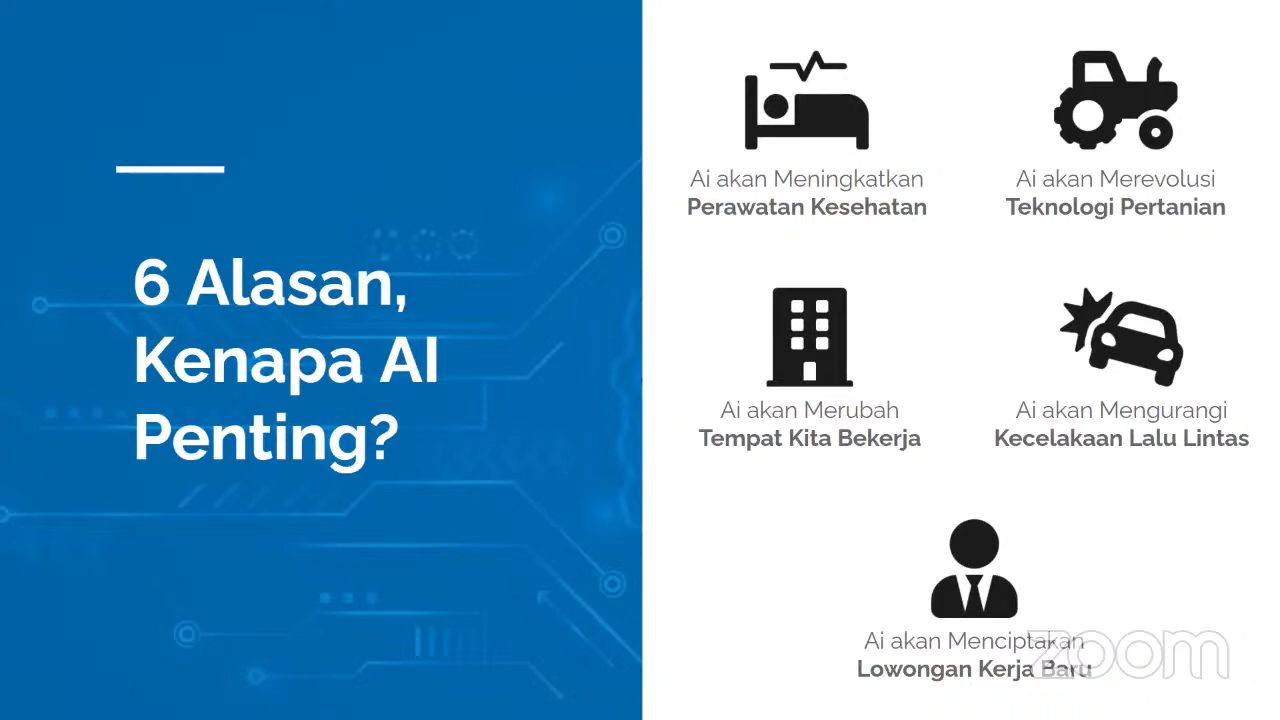 6 Alasan,
Kenapa AI
Penting?
Ai akan Meningkatkan
Perawatan Kesehatan
Ai akan Merevolusi
Teknologi Pertanian
Ai akan Merubah
Tempat Kita Bekerja
Ai akan Mengurangi
Kecelakaan Lalu Lintas
Ai akan Menciptakan
Lowongan Kerja Baru
zoom